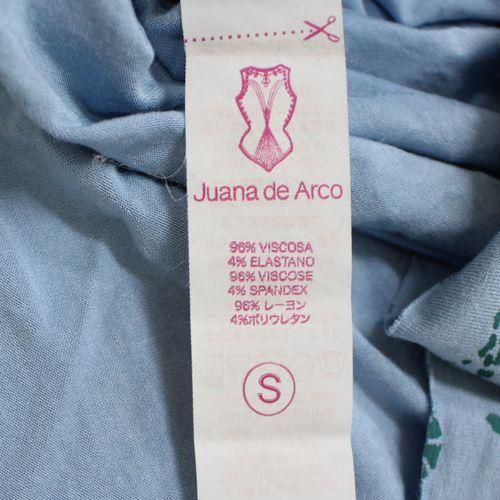 Juana de Arco
96% VISCOSA
4% ELASTANO
96% VISCOSE
4% SPANDEX
96% レーヨン
4%ポリウレタン
S